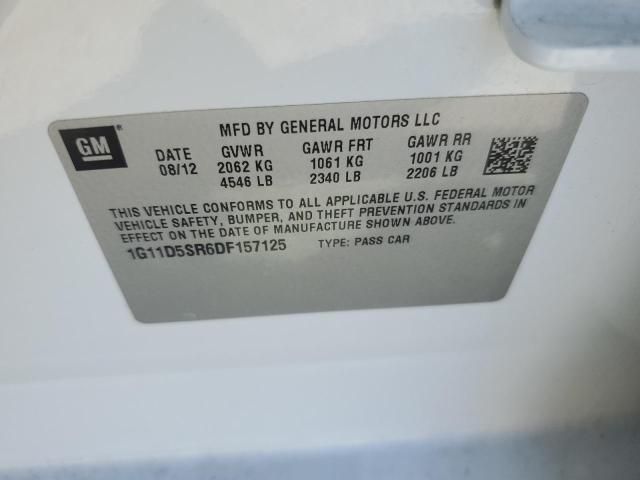 GM
MFD BY GENERAL MOTORS LLC
DATE GVWR GAWR FRT GAWR RR
08/12 2062 KG 1061 KG 1001 KG
4546 LB 2340 LB 2206 LB
THIS VEHICLE CONFORMS TO ALL APPLICABLE U.S. FEDERAL MOTOR
VEHICLE SAFETY, BUMPER, AND THEFT PREVENTION STANDARDS IN
EFFECT ON THE DATE OF MANUFACTURE SHOWN ABOVE.
1G11D5SR6DF157125 TYPE: PASS CAR